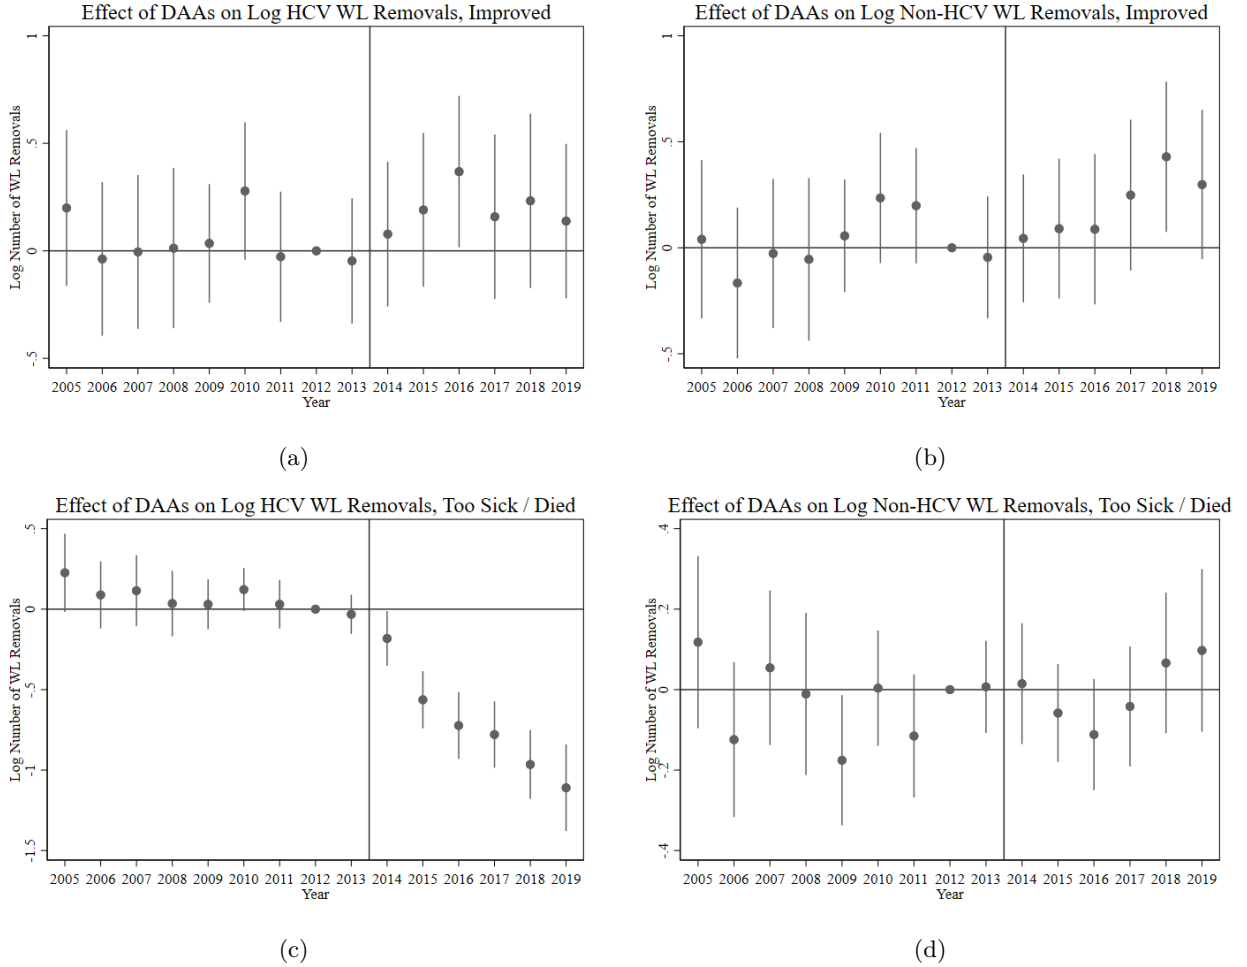 Effect of DAAs on Log HCV WL Removals, Improved
Log Number of WL Removals
1
.5
0
-.5
2005 2006 2007 2008 2009 2010 2011 2012 2013 2014 2015 2016 2017 2018 2019
Year
(a)
Effect of DAAs on Log Non-HCV WL Removals, Improved
Log Number of WL Removals
1
.5
0
-.5
2005 2006 2007 2008 2009 2010 2011 2012 2013 2014 2015 2016 2017 2018 2019
Year
(b)
Effect of DAAs on Log HCV WL Removals, Too Sick / Died
Log Number of WL Removals
.5
0
-.5
-1
-1.5
2005 2006 2007 2008 2009 2010 2011 2012 2013 2014 2015 2016 2017 2018 2019
Year
(c)
Effect of DAAs on Log Non-HCV WL Removals, Too Sick / Died
Log Number of WL Removals
.4
.2
0
-.2
-.4
2005 2006 2007 2008 2009 2010 2011 2012 2013 2014 2015 2016 2017 2018 2019
Year
(d)